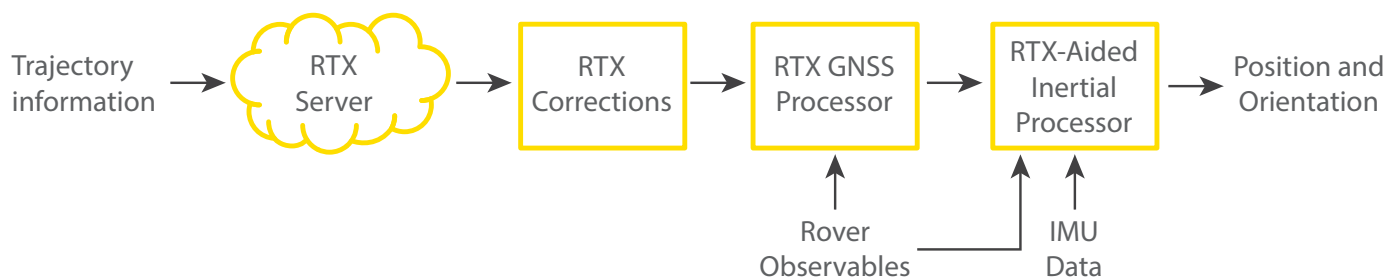 Trajectory
information
RTX
Server
RTX
Corrections
RTX GNSS
Processor
RTX-Aided
Inertial
Processor
Position and
Orientation
Rover
Observables
IMU
Data